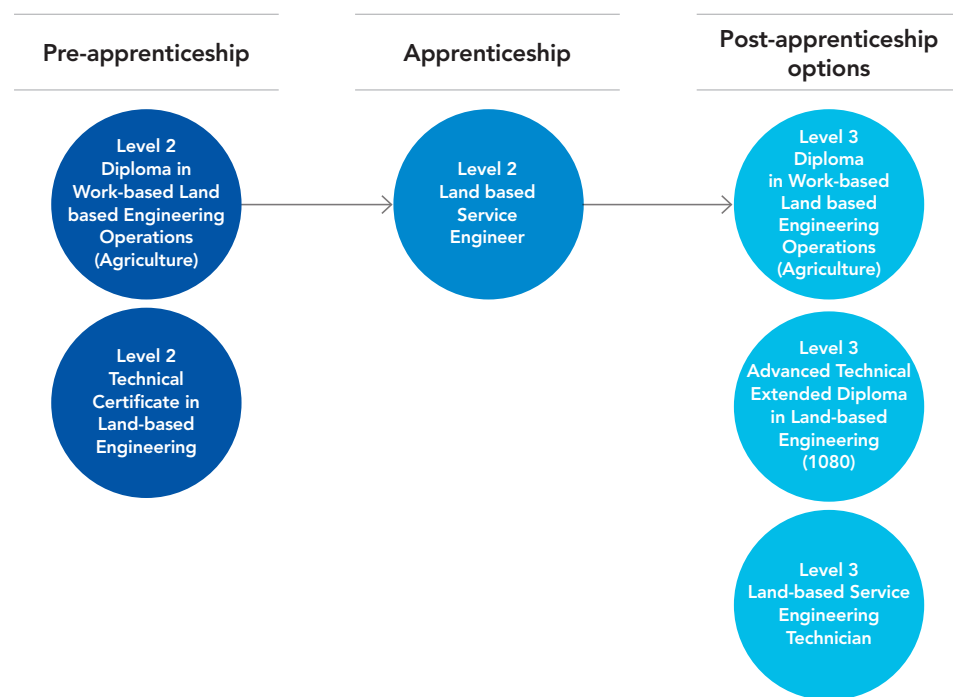 Pre-apprenticeship
Apprenticeship
Post-apprenticeship
options
Level 2
Diploma in
Work-based Land
based Engineering
Operations
(Agriculture)
Level 2
Land based
Service
Engineer
Level 3
Diploma
in Work-based
Land based
Engineering
Operations
(Agriculture)
Level 2
Technical
Certificate in
Land-based
Engineering
Level 3
Advanced Technical
Extended Diploma
in Land-based
Engineering
(1080)
Level 3
Land-based Service
Engineering
Technician